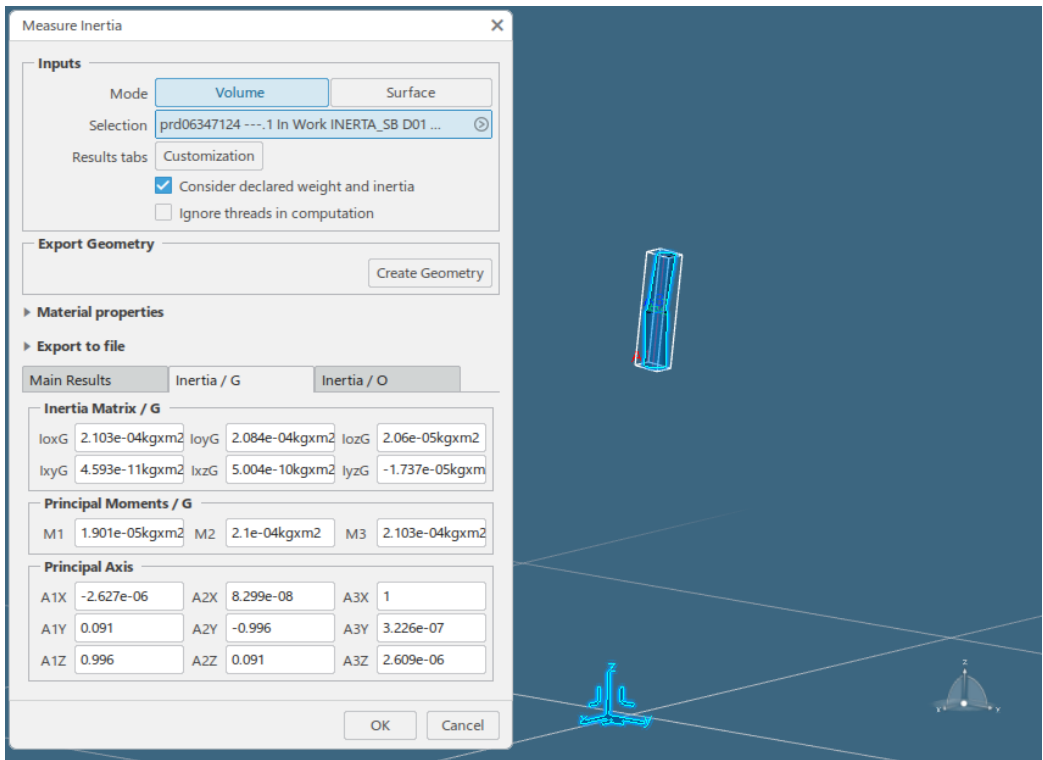 Measure Inertia
Inputs
Mode Volume Surface
Selection prd06347124 ---.1 In Work INERTA_SB D01 ...
Results tabs Customization
Consider declared weight and inertia
Ignore threads in computation
Export Geometry
Create Geometry
Material properties
Export to file
Main Results Inertia / G Inertia / O
Inertia Matrix / G
IoxG 2.103e-04kgxm2 IoyG 2.084e-04kgxm2 IozG 2.06e-05kgxm2
IxyG 4.593e-11kgxm2 IxzG 5.004e-10kgxm2 IyzG -1.737e-05kgxm
Principal Moments / G
M1 1.901e-05kgxm2 M2 2.1e-04kgxm2 M3 2.103e-04kgxm2
Principal Axis
A1X -2.627e-06 A2X 8.299e-08 A3X 1
A1Y 0.091 A2Y -0.996 A3Y 3.226e-07
A1Z 0.996 A2Z 0.091 A3Z 2.609e-06
OK Cancel
z
x y
z
x y